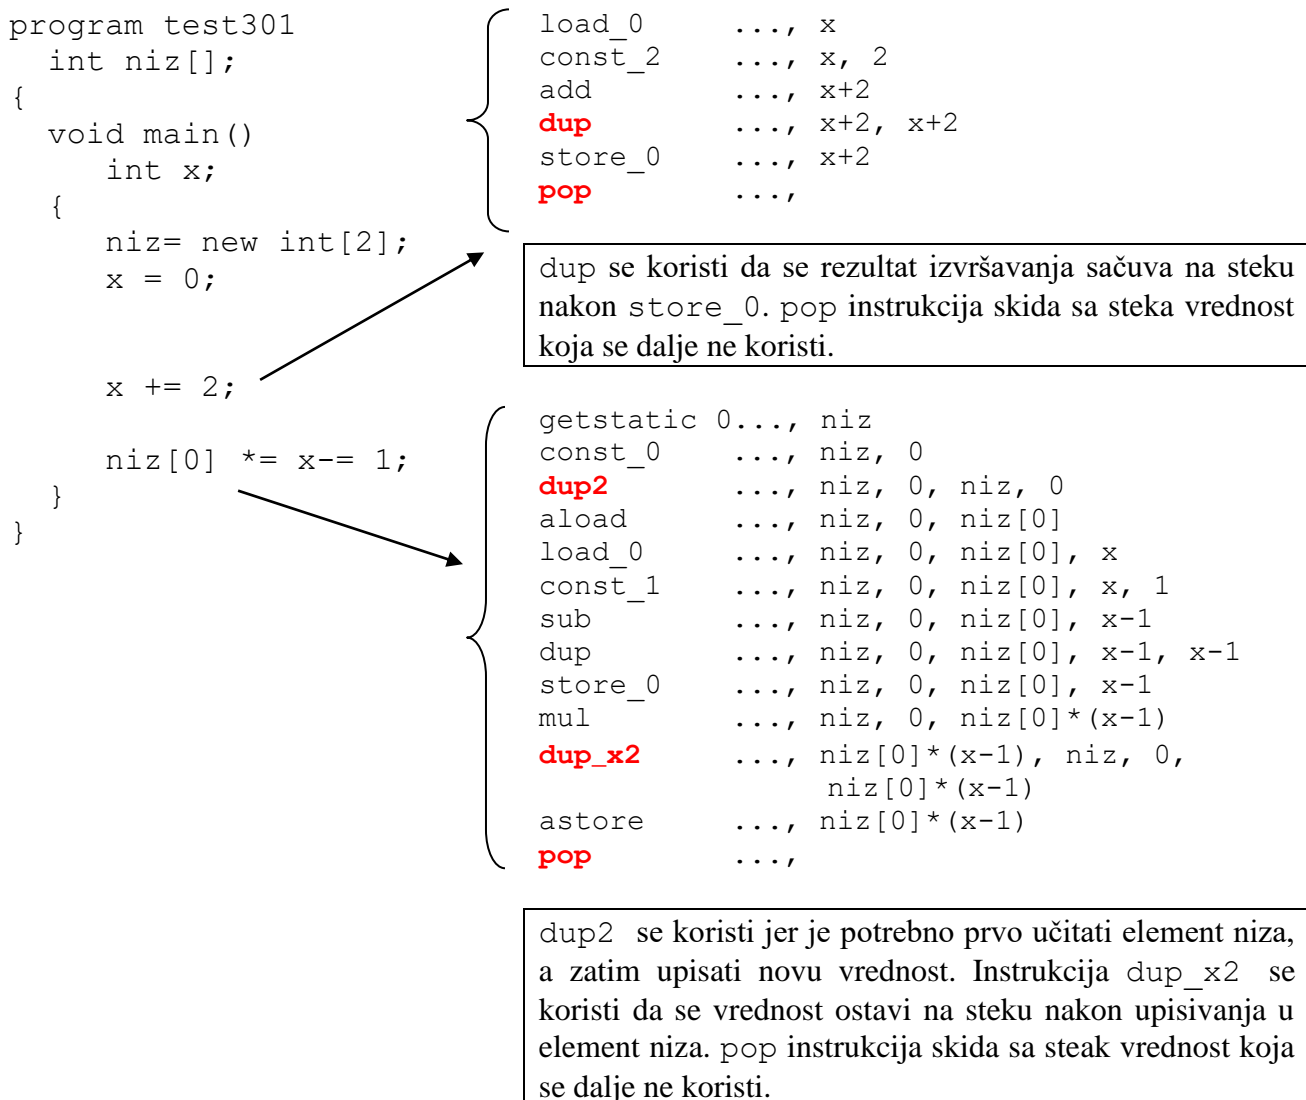 program test301
int niz[];
{
void main()
int x;
{
niz= new int[2];
x = 0;
x += 2;
niz[0] *= x-= 1;
}
}
load_0 ..., x
const_2 ..., x, 2
add ..., x+2
dup ..., x+2, x+2
store_0 ..., x+2
pop ...,
dup se koristi da se rezultat izvršavanja sačuva na steku
nakon store_0. pop instrukcija skida sa steka vrednost
koja se dalje ne koristi.
getstatic 0..., niz
const_0 ..., niz, 0
dup2 ..., niz, 0, niz, 0
aload ..., niz, 0, niz[0]
load_0 ..., niz, 0, niz[0], x
const_1 ..., niz, 0, niz[0], x, 1
sub ..., niz, 0, niz[0], x-1
dup ..., niz, 0, niz[0], x-1, x-1
store_0 ..., niz, 0, niz[0], x-1
mul ..., niz, 0, niz[0]*(x-1)
dup_x2 ..., niz[0]*(x-1), niz, 0,
niz[0]*(x-1)
astore ..., niz[0]*(x-1)
pop ...,
dup2 se koristi jer je potrebno prvo učitati element niza,
a zatim upisati novu vrednost. Instrukcija dup_x2 se
koristi da se vrednost ostavi na steku nakon upisivanja u
element niza. pop instrukcija skida sa steak vrednost koja
se dalje ne koristi.